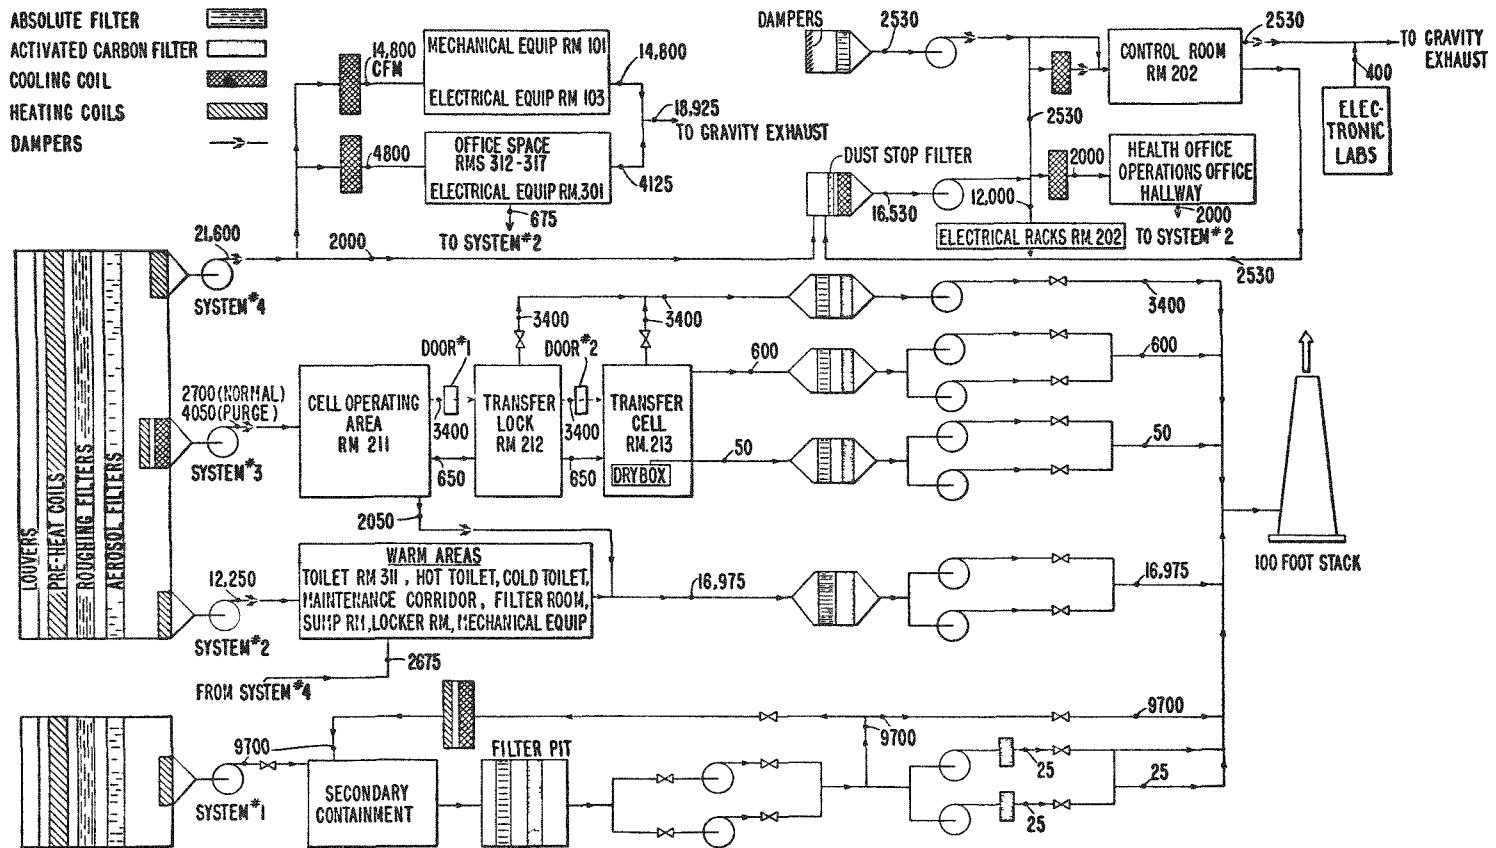 ABSOLUTE FILTER
ACTIVATED CARBON FILTER
COOLING COIL
HEATING COILS
DAMPERS
14,800
CFM
MECHANICAL EQUIP RM 101
ELECTRICAL EQUIP RM 103
14,800
18,925
TO GRAVITY EXHAUST
4800
OFFICE SPACE
RMS 312-317
ELECTRICAL EQUIP RM.301
4125
675
TO SYSTEM #2
DAMPERS
2530
CONTROL ROOM
RM 202
2530
TO GRAVITY
EXHAUST
400
ELEC-
TRONIC
LABS
2530
DUST STOP FILTER
2000
HEALTH OFFICE
OPERATIONS OFFICE
HALLWAY
16,530
12,000
2000
ELECTRICAL RACKS RM. 202
TO SYSTEM #2
2530
21,600
2000
SYSTEM #4
3400
3400
3400
DOOR #1
DOOR #2
600
600
2700 (NORMAL)
4050 (PURGE)
SYSTEM #3
CELL OPERATING
AREA
RM 211
3400
650
TRANSFER
LOCK
RM 212
3400
650
TRANSFER
CELL
RM.213
DRYBOX
50
50
2050
LOUVERS
PRE-HEAT COILS
ROUGHING FILTERS
AEROSOL FILTERS
12,250
SYSTEM #2
WARM AREAS
TOILET RM 311, HOT TOILET, COLD TOILET,
MAINTENANCE CORRIDOR, FILTER ROOM,
SUMP RM, LOCKER RM, MECHANICAL EQUIP
16,975
16,975
100 FOOT STACK
2675
FROM SYSTEM #4
9700
9700
9700
SYSTEM #1
SECONDARY
CONTAINMENT
FILTER PIT
25
25
25